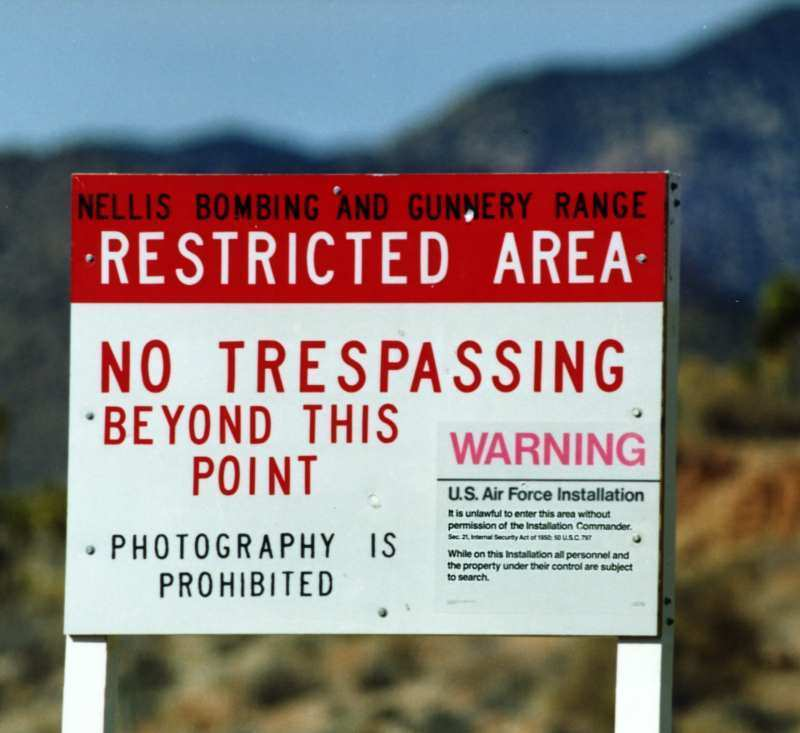 NELLIS BOMBING AND GUNNERY RANGE
RESTRICTED AREA
NO TRESPASSING
BEYOND THIS
POINT
PHOTOGRAPHY IS
PROHIBITED
WARNING
U.S. Air Force Installation
It is unlawful to enter this area without
permission of the Installation Commander.
Sec. 21, Internal Security Act of 1950; 50 U.S.C. 797
While on this Installation all personnel and
the property under their control are subject
to search.